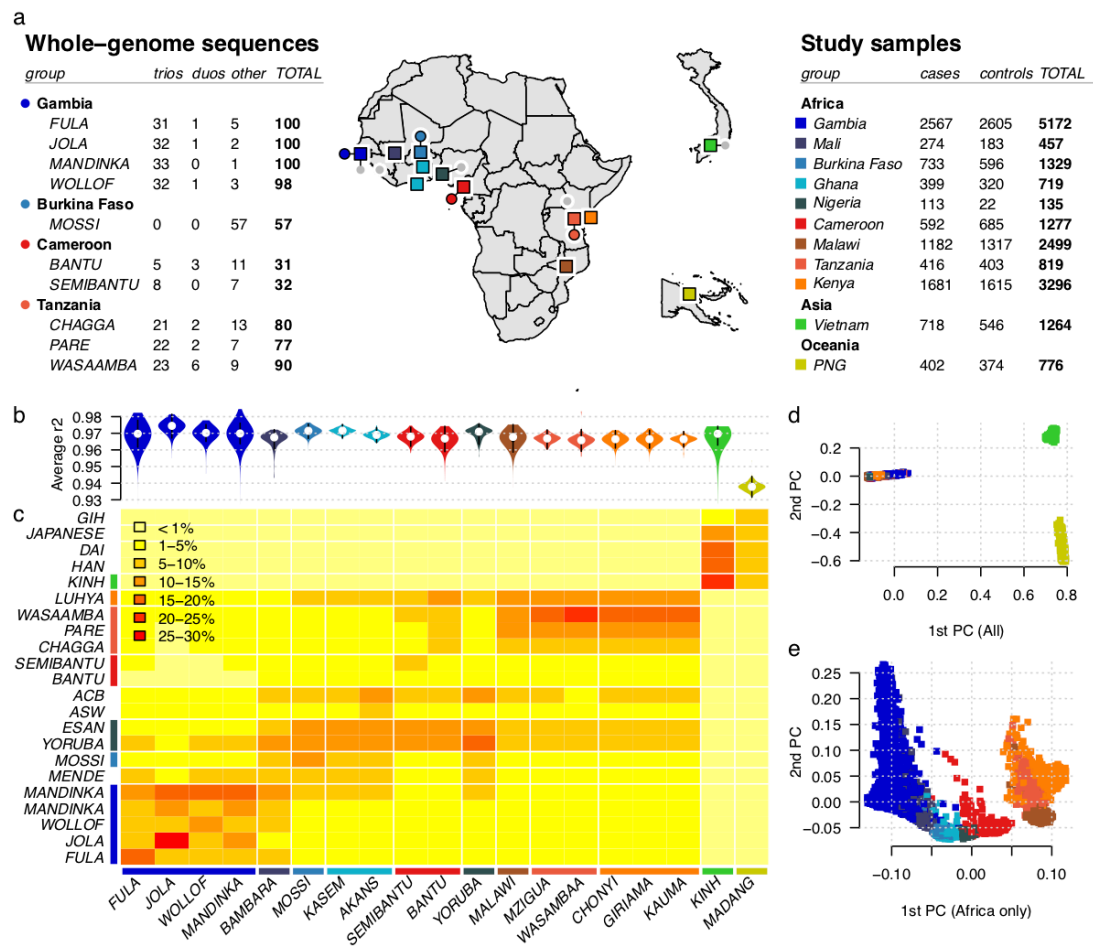 a
Whole–genome sequences
group trios duos other TOTAL
Gambia
FULA 31 1 5 100
JOLA 32 1 2 100
MANDINKA 33 0 1 100
WOLLOF 32 1 3 98
Burkina Faso
MOSSI 0 0 57 57
Cameroon
BANTU 5 3 11 31
SEMIBANTU 8 0 7 32
Tanzania
CHAGGA 21 2 13 80
PARE 22 2 7 77
WASAAMBA 23 6 9 90
Study samples
group cases controls TOTAL
Africa
Gambia 2567 2605 5172
Mali 274 183 457
Burkina Faso 733 596 1329
Ghana 399 320 719
Nigeria 113 22 135
Cameroon 592 685 1277
Malawi 1182 1317 2499
Tanzania 416 403 819
Kenya 1681 1615 3296
Asia
Vietnam 718 546 1264
Oceania
PNG 402 374 776
b
Average r2
0.98
0.97
0.96
0.95
0.94
0.93
c
GIH
JAPANESE
DAI
HAN
KINH
LUHYA
WASAAMBA
PARE
CHAGGA
SEMIBANTU
BANTU
ACB
ASW
ESAN
YORUBA
MOSSI
MENDE
MANDINKA
MANDINKA
WOLLOF
JOLA
FULA
< 1%
1–5%
5–10%
10–15%
15–20%
20–25%
25–30%
FULA JOLA WOLLOF MANDINKA BAMBARA MOSSI KASEM AKANS SEMIBANTU BANTU YORUBA MALAWI MZIGUA WASAMBAA CHONYI GIRIAMA KAUMA KINH MADANG
d
2nd PC
0.2
0.0
−0.2
−0.4
−0.6
0.0 0.2 0.4 0.6 0.8
1st PC (All)
e
2nd PC
0.25
0.20
0.15
0.10
0.05
0.00
−0.05
−0.10 0.00 0.10
1st PC (Africa only)